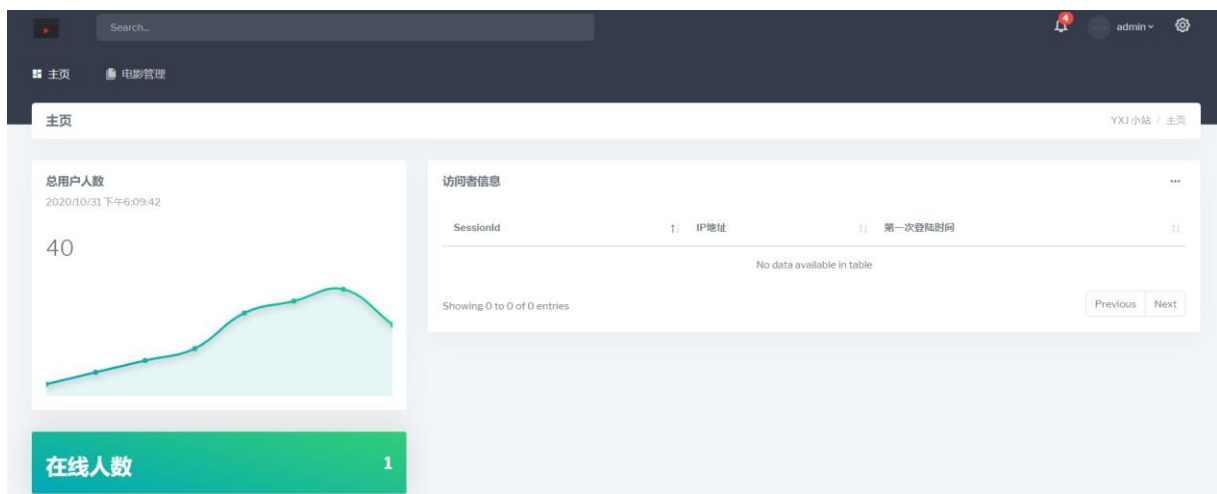 Search...
4
admin
主页
电影管理
主页
YXJ小站 / 主页
总用户人数
2020/10/31 下午6:09:42
40
访问者信息
SessionId
IP地址
第一次登陆时间
No data available in table
Showing 0 to 0 of 0 entries
Previous
Next
在线人数
1